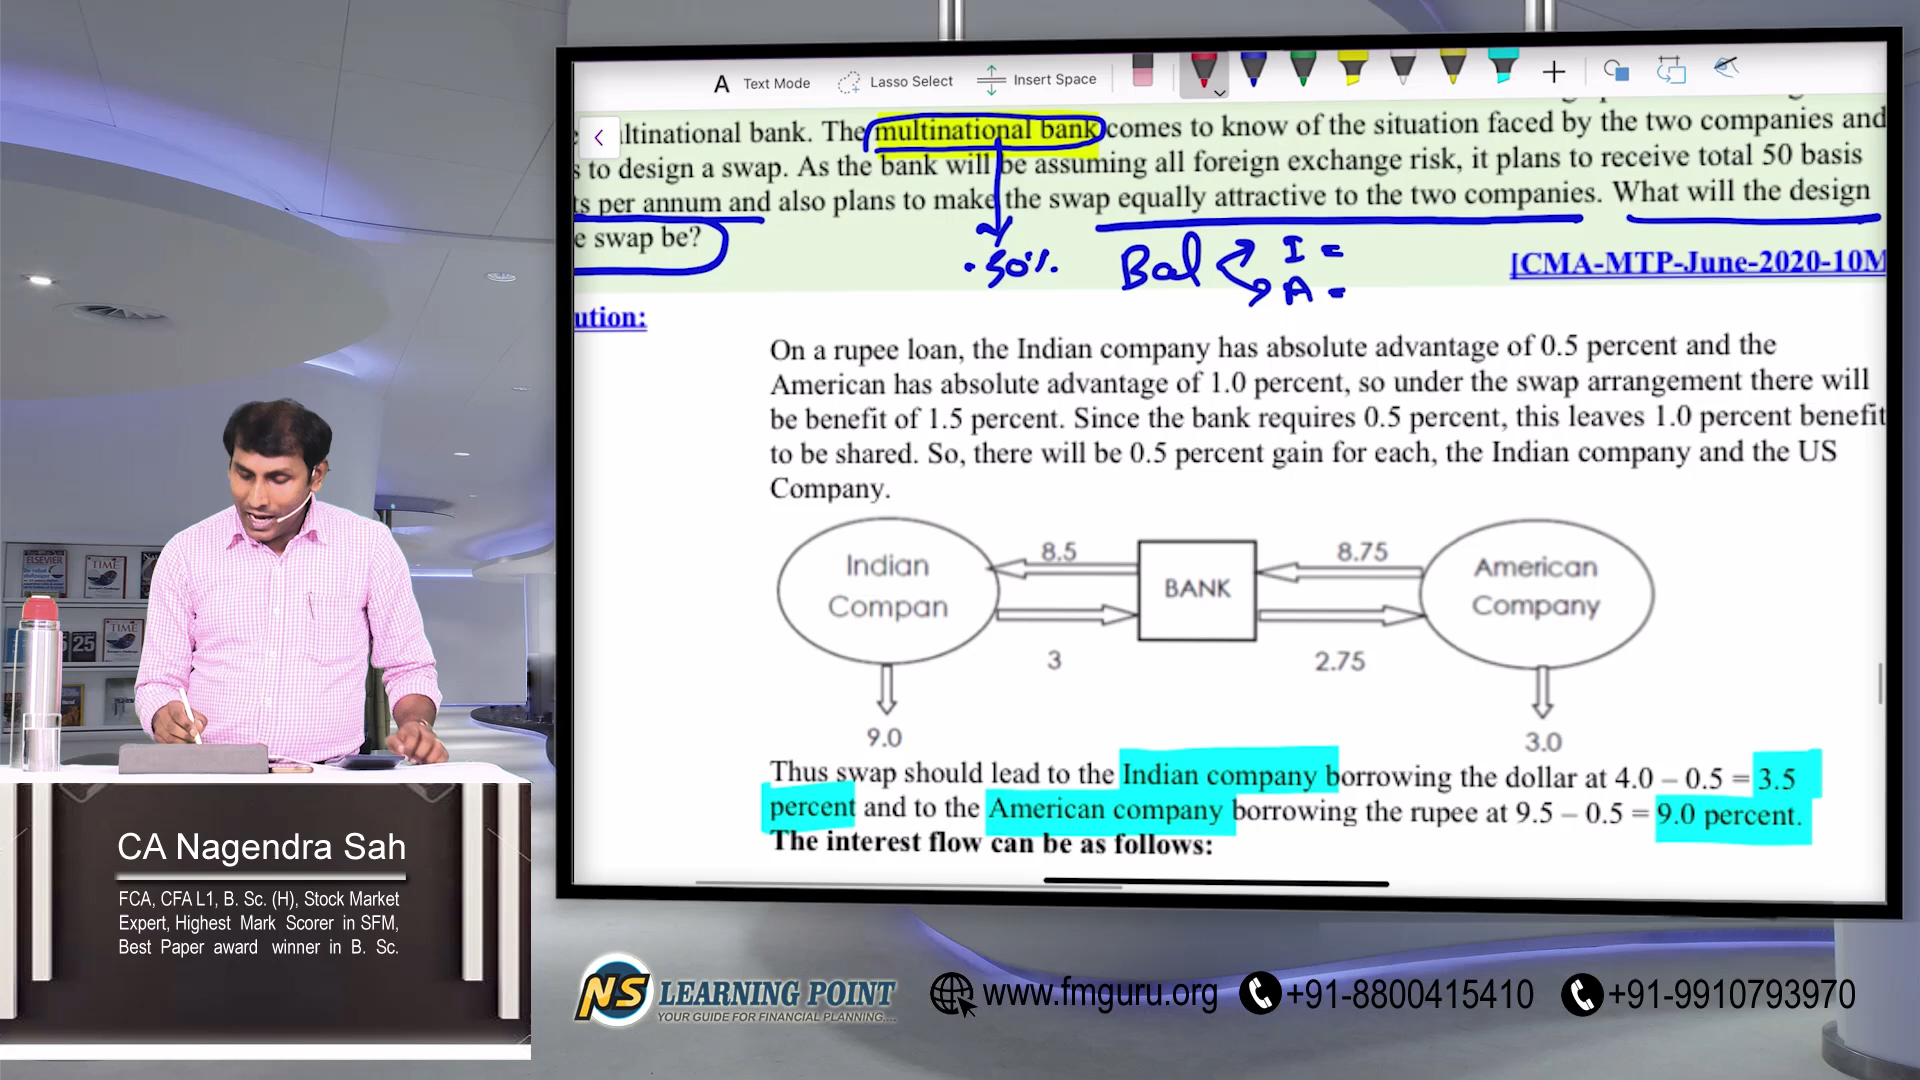 A Text Mode Lasso Select Insert Space
ltinational bank. The multinational bank comes to know of the situation faced by the two companies and
s to design a swap. As the bank will be assuming all foreign exchange risk, it plans to receive total 50 basis
ts per annum and also plans to make the swap equally attractive to the two companies. What will the design
e swap be?
.50%. Bal I =
A =
[CMA-MTP-June-2020-10M
ution:
On a rupee loan, the Indian company has absolute advantage of 0.5 percent and the
American has absolute advantage of 1.0 percent, so under the swap arrangement there will
be benefit of 1.5 percent. Since the bank requires 0.5 percent, this leaves 1.0 percent benefit
to be shared. So, there will be 0.5 percent gain for each, the Indian company and the US
Company.
Indian
Compan
8.5
3
BANK
8.75
2.75
American
Company
9.0
3.0
Thus swap should lead to the Indian company borrowing the dollar at 4.0 – 0.5 = 3.5
percent and to the American company borrowing the rupee at 9.5 – 0.5 = 9.0 percent.
The interest flow can be as follows:
CA Nagendra Sah
FCA, CFA L1, B. Sc. (H), Stock Market
Expert, Highest Mark Scorer in SFM,
Best Paper award winner in B. Sc.
NS LEARNING POINT
YOUR GUIDE FOR FINANCIAL PLANNING....
www.fmguru.org +91-8800415410 +91-9910793970
ELSEVIER
TIME
TIME
25